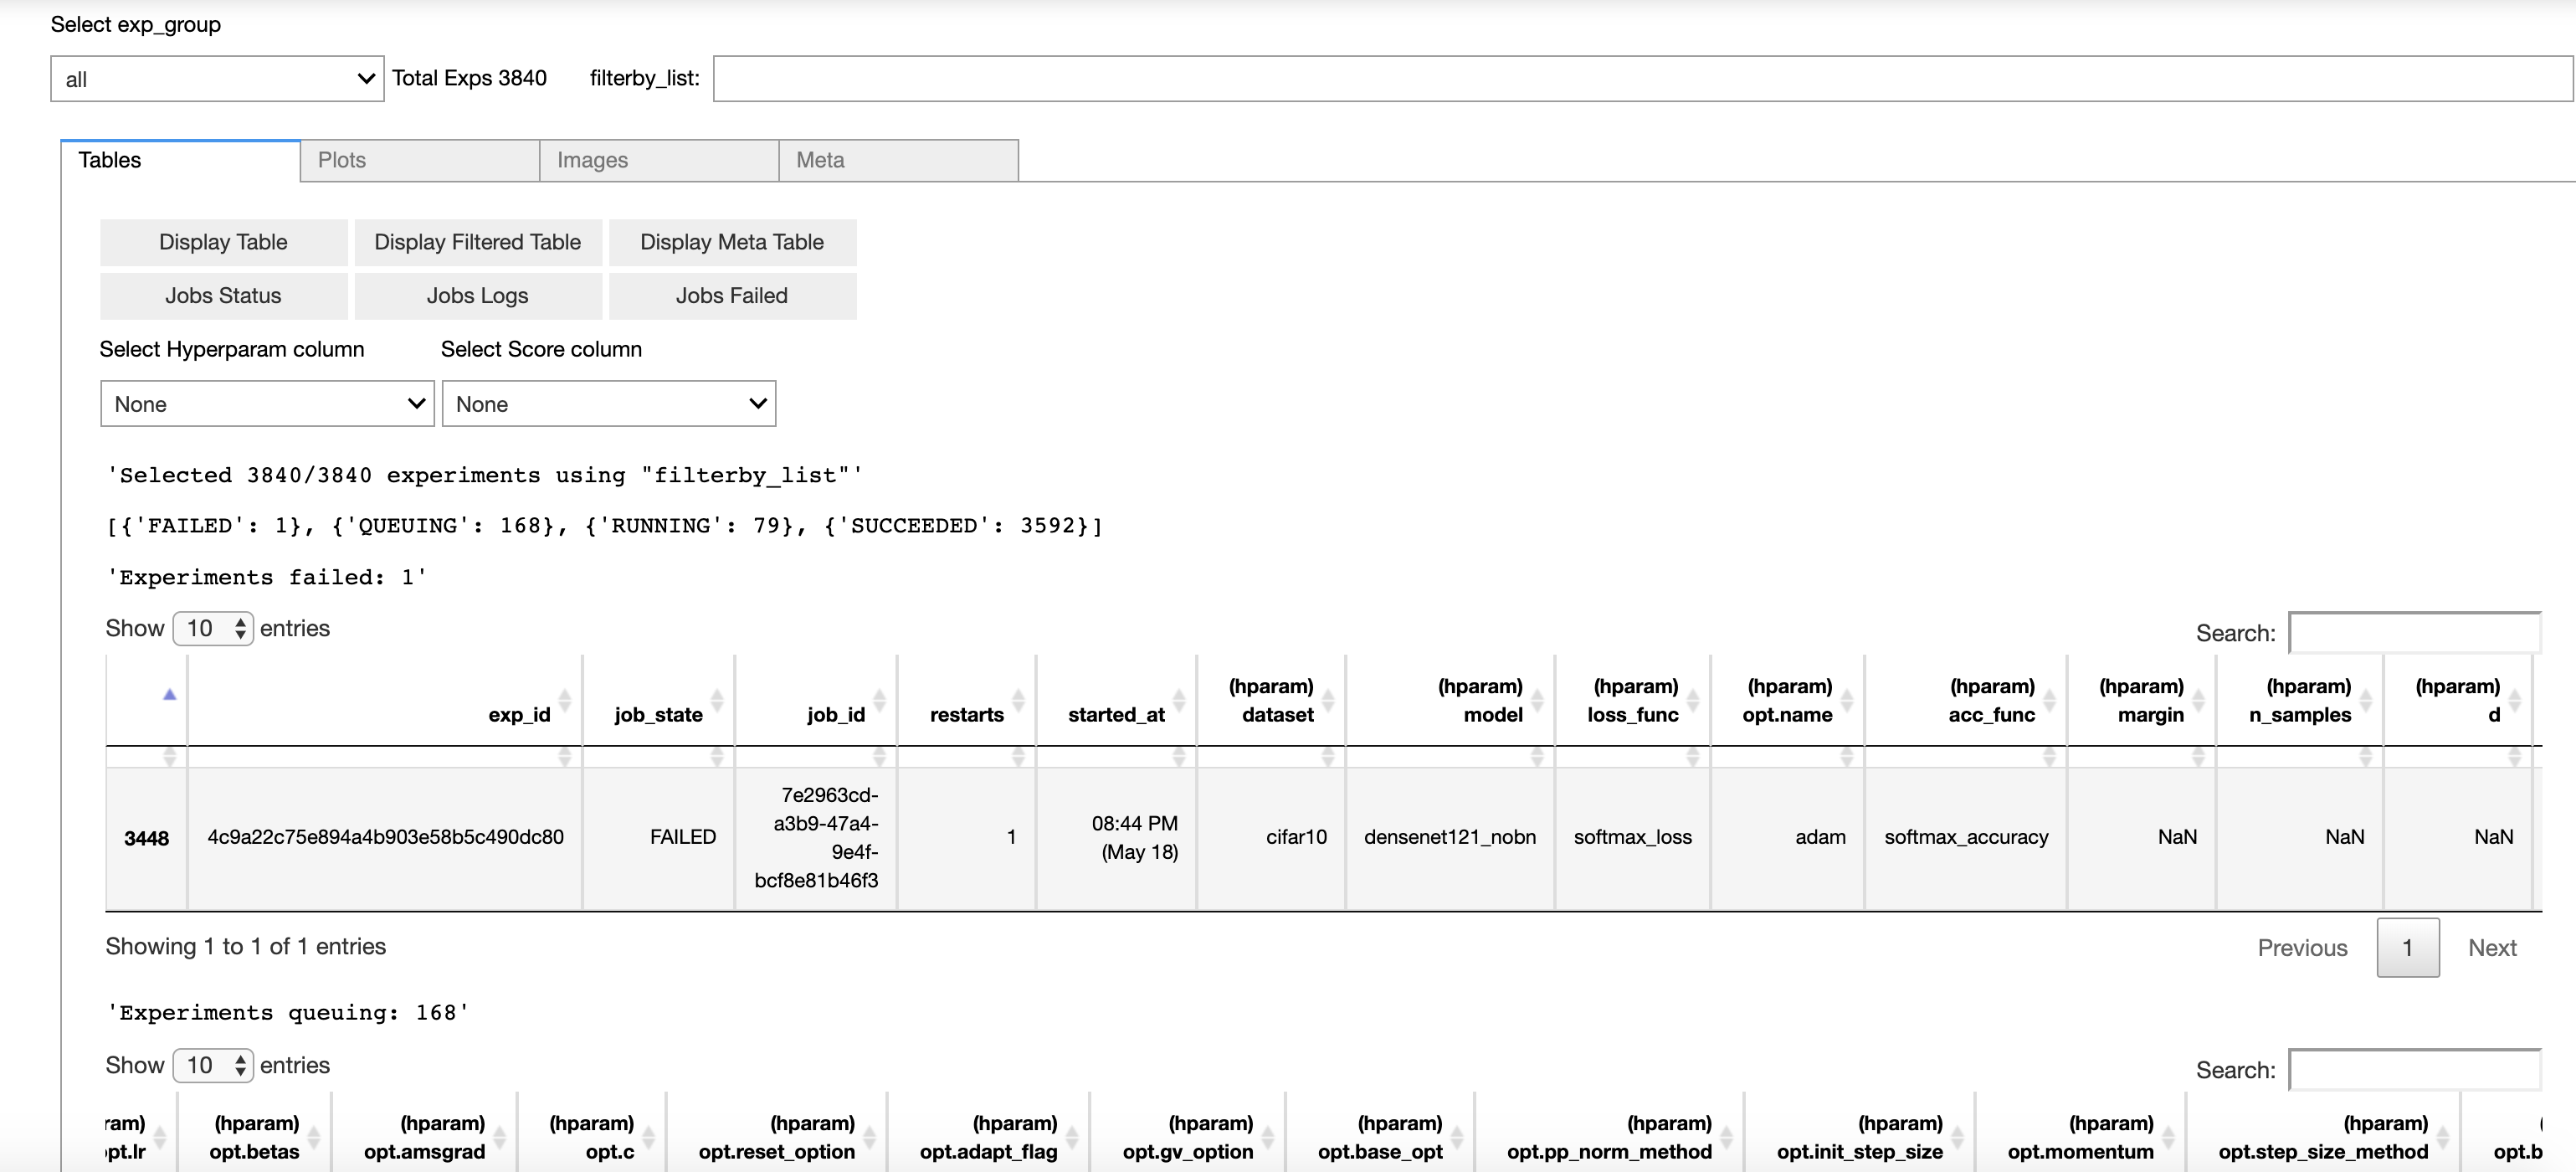 Select exp_group
all Total Exps 3840 filterby_list:
Tables Plots Images Meta
Display Table Display Filtered Table Display Meta Table
Jobs Status Jobs Logs Jobs Failed
Select Hyperparam column Select Score column
None None
'Selected 3840/3840 experiments using "filterby_list"'
[{'FAILED': 1}, {'QUEUING': 168}, {'RUNNING': 79}, {'SUCCEEDED': 3592}]
'Experiments failed: 1'
Show 10 entries Search:
(hparam) (hparam) (hparam) (hparam) (hparam) (hparam) (hparam) (hparam)
exp_id job_state job_id restarts started_at dataset model loss_func opt.name acc_func margin n_samples d
7e2963cd-
a3b9-47a4- 08:44 PM
3448 4c9a22c75e894a4b903e58b5c490dc80 FAILED 1 cifar10 densenet121_nobn softmax_loss adam softmax_accuracy NaN NaN NaN
9e4f- (May 18)
bcf8e81b46f3
Showing 1 to 1 of 1 entries Previous 1 Next
'Experiments queuing: 168'
Show 10 entries Search:
ram) (hparam) (hparam) (hparam) (hparam) (hparam) (hparam) (hparam) (hparam) (hparam) (hparam) (hparam) (
pt.lr opt.betas opt.amsgrad opt.c opt.reset_option opt.adapt_flag opt.gv_option opt.base_opt opt.pp_norm_method opt.init_step_size opt.momentum opt.step_size_method opt.b